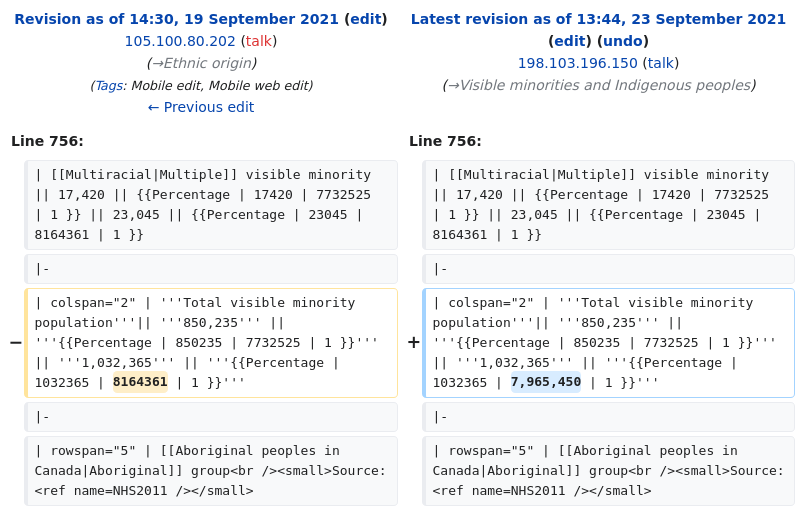 Revision as of 14:30, 19 September 2021 (edit)
105.100.80.202 (talk)
(→Ethnic origin)
(Tags: Mobile edit, Mobile web edit)
← Previous edit
Latest revision as of 13:44, 23 September 2021
(edit) (undo)
198.103.196.150 (talk)
(→Visible minorities and Indigenous peoples)
Line 756:
| [[Multiracial|Multiple]] visible minority
|| 17,420 || {{Percentage | 17420 | 7732525
| 1 }} || 23,045 || {{Percentage | 23045 |
8164361 | 1 }}
|-
− | colspan="2" | '''Total visible minority
population'''|| '''850,235''' ||
'''{{Percentage | 850235 | 7732525 | 1 }}'''
|| '''1,032,365''' || '''{{Percentage |
1032365 | 8164361 | 1 }}'''
|-
| rowspan="5" | [[Aboriginal peoples in
Canada|Aboriginal]] group<br /><small>Source:
<ref name=NHS2011 /></small>
Line 756:
| [[Multiracial|Multiple]] visible minority
|| 17,420 || {{Percentage | 17420 | 7732525
| 1 }} || 23,045 || {{Percentage | 23045 |
8164361 | 1 }}
|-
+ | colspan="2" | '''Total visible minority
population'''|| '''850,235''' ||
'''{{Percentage | 850235 | 7732525 | 1 }}'''
|| '''1,032,365''' || '''{{Percentage |
1032365 | 7,965,450 | 1 }}'''
|-
| rowspan="5" | [[Aboriginal peoples in
Canada|Aboriginal]] group<br /><small>Source:
<ref name=NHS2011 /></small>